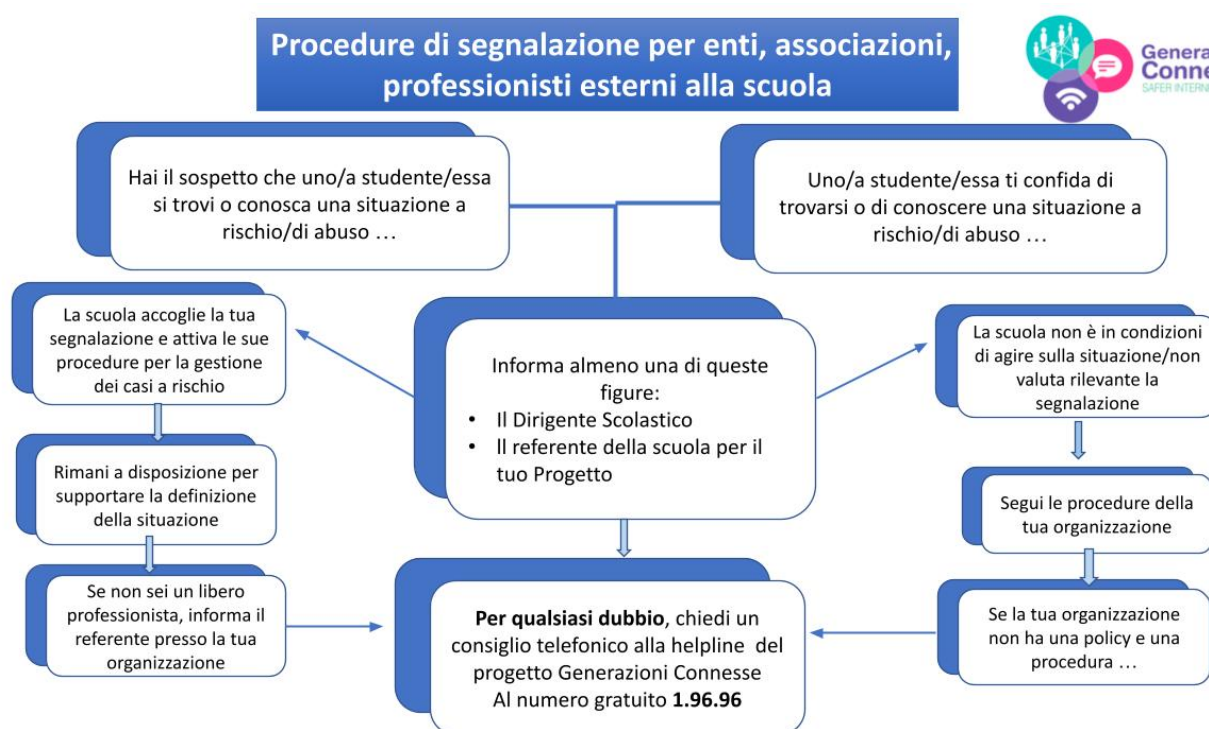 Procedure di segnalazione per enti, associazioni,
professionisti esterni alla scuola
Genera
Conne
SAFER INTERNE
Hai il sospetto che uno/a studente/essa
si trovi o conosca una situazione a
rischio/di abuso …
Uno/a studente/essa ti confida di
trovarsi o di conoscere una situazione a
rischio/di abuso …
La scuola accoglie la tua
segnalazione e attiva le sue
procedure per la gestione
dei casi a rischio
Informa almeno una di queste
figure:
• Il Dirigente Scolastico
• Il referente della scuola per il
tuo Progetto
La scuola non è in condizioni
di agire sulla situazione/non
valuta rilevante la
segnalazione
Rimani a disposizione per
supportare la definizione
della situazione
Segui le procedure della
tua organizzazione
Se non sei un libero
professionista, informa il
referente presso la tua
organizzazione
Per qualsiasi dubbio, chiedi un
consiglio telefonico alla helpline del
progetto Generazioni Connesse
Al numero gratuito 1.96.96
Se la tua organizzazione
non ha una policy e una
procedura …